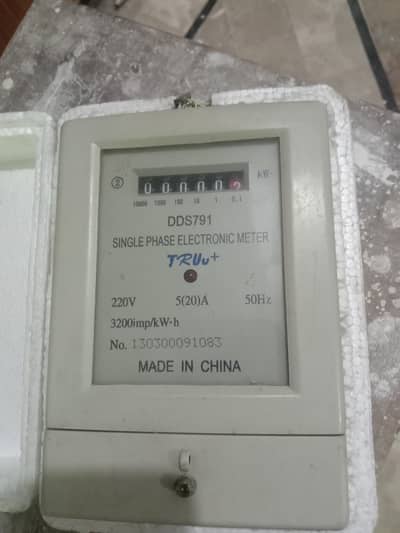 ②
kW·
00000
10000 1000 100 10 1 0.1
DDS791
SINGLE PHASE ELECTRONIC METER
TRUu+
220V 5(20)A 50Hz
3200imp/kW·h
No. 130300091083
MADE IN CHINA